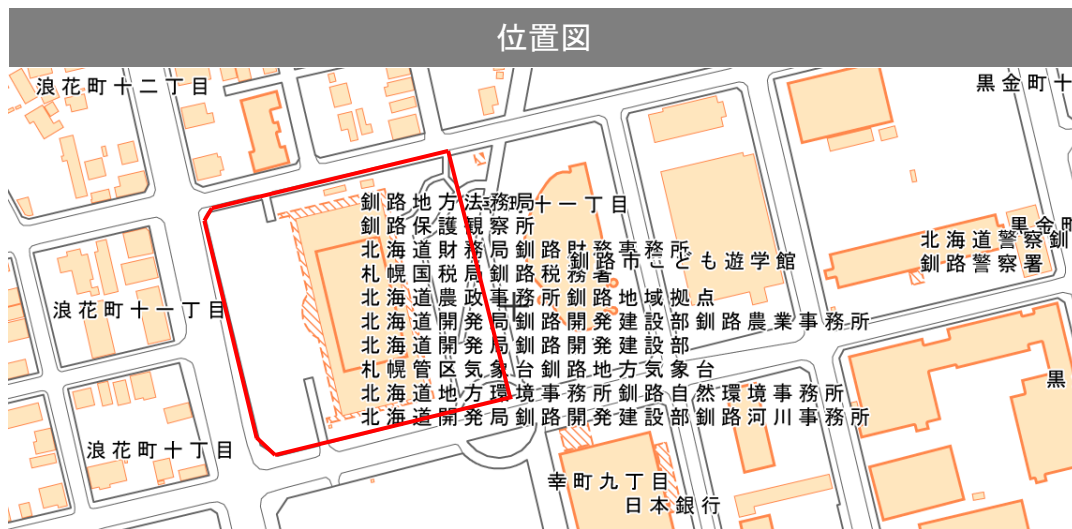 位置図
浪花町十二丁目
黒金町十
釧路地方法務局
十一丁目
釧路保護観察所
北海道財務局釧路財務事務所
釧路市こども遊学館
札幌国税局釧路税務署
北海道農政事務所釧路地域拠点
北海道開発局釧路開発建設部釧路農業事務所
北海道開発局釧路開発建設部
札幌管区気象台釧路地方気象台
北海道地方環境事務所釧路自然環境事務所
北海道開発局釧路開発建設部釧路河川事務所
黒金町
北海道警察釧
釧路警察署
浪花町十一丁目
黒
浪花町十丁目
幸町九丁目
日本銀行